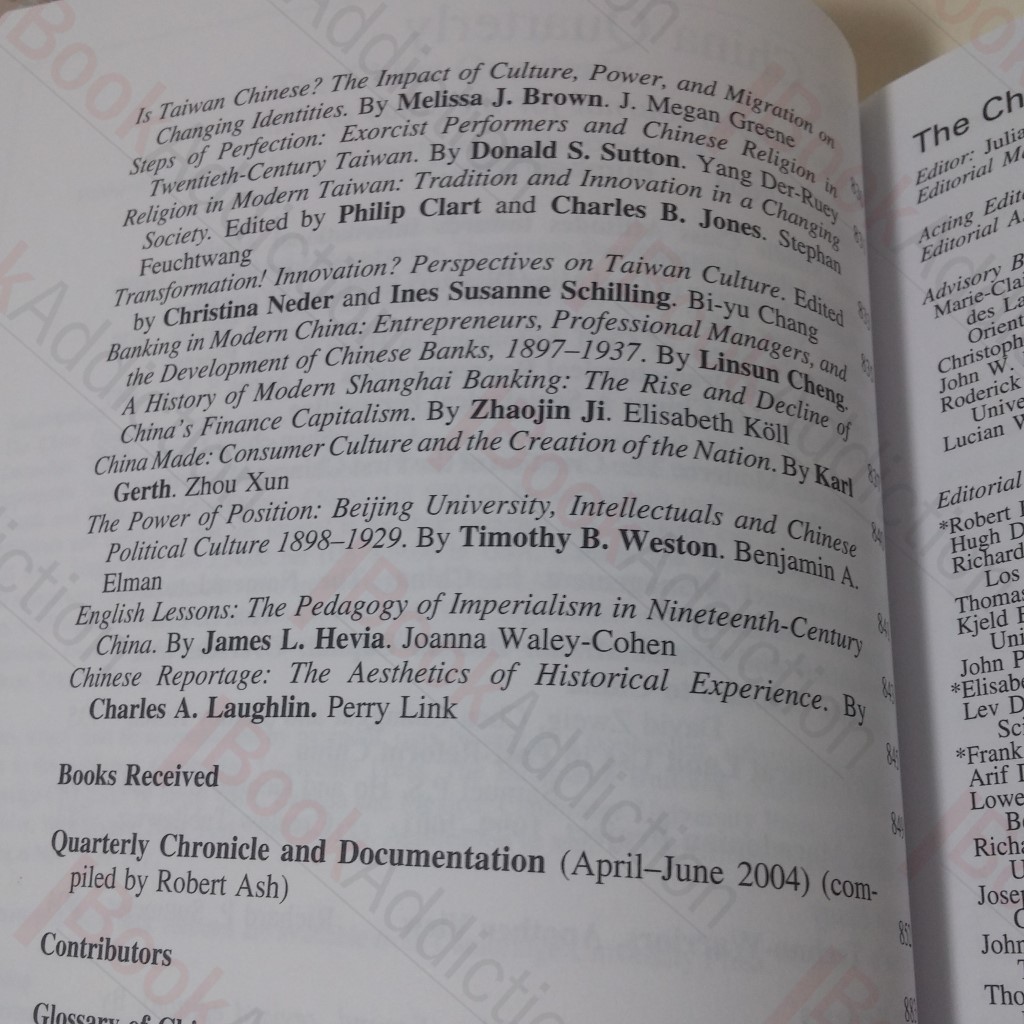 Is Taiwan Chinese? The Impact of Culture, Power, and Migration on
Changing Identities. By Melissa J. Brown. J. Megan Greene
Steps of Perfection: Exorcist Performers and Chinese Religion in
Twentieth-Century Taiwan. By Donald S. Sutton. Yang Der-Ruey
Religion in Modern Taiwan: Tradition and Innovation in a Changing
Society. Edited by Philip Clart and Charles B. Jones. Stephan
Feuchtwang
Transformation! Innovation? Perspectives on Taiwan Culture. Edited
by Christina Neder and Ines Susanne Schilling. Bi-yu Chang
Banking in Modern China: Entrepreneurs, Professional Managers, and
the Development of Chinese Banks, 1897–1937. By Linsun Cheng.
A History of Modern Shanghai Banking: The Rise and Decline of
China's Finance Capitalism. By Zhaojin Ji. Elisabeth Köll
China Made: Consumer Culture and the Creation of the Nation. By Karl
Gerth. Zhou Xun
The Power of Position: Beijing University, Intellectuals and Chinese
Political Culture 1898–1929. By Timothy B. Weston. Benjamin A.
Elman
English Lessons: The Pedagogy of Imperialism in Nineteenth-Century
China. By James L. Hevia. Joanna Waley-Cohen
Chinese Reportage: The Aesthetics of Historical Experience. By
Charles A. Laughlin. Perry Link
Books Received
Quarterly Chronicle and Documentation (April–June 2004) (com-
piled by Robert Ash)
Contributors
Glossary of
The Ch
Editor: Julia
Editorial
Acting
Editorial
Advisory B
Marie-Cla
des La
Orient
Christoph
John W.
Roderick
Unive
Lucian
Editorial
*Robert
Hugh D
Richard
Los
Thomas
Kjeld
Uni
John P
*Elisabe
Lev D
Sc
*Frank
Arif
Lowe
Be
Richa
U
Josep
John
Tho
BookAddiction